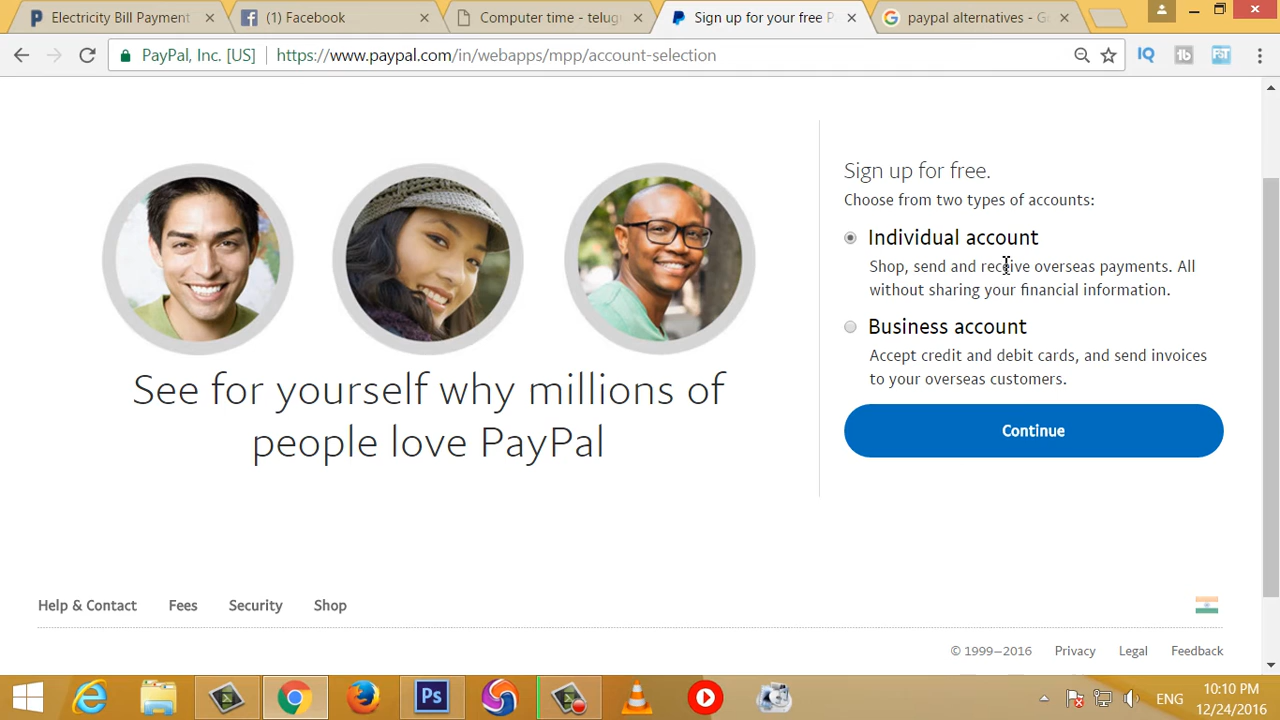 Electricity Bill Payment
(1) Facebook
Computer time - telug
Sign up for your free P
paypal alternatives - G
PayPal, Inc. [US]
https://www.paypal.com/in/webapps/mpp/account-selection
IQ
tb
Sign up for free.
Choose from two types of accounts:
Individual account
Shop, send and receive overseas payments. All
without sharing your financial information.
Business account
Accept credit and debit cards, and send invoices
to your overseas customers.
Continue
See for yourself why millions of
people love PayPal
Help & Contact
Fees
Security
Shop
© 1999–2016
Privacy
Legal
Feedback
Ps
ENG
10:10 PM
12/24/2016